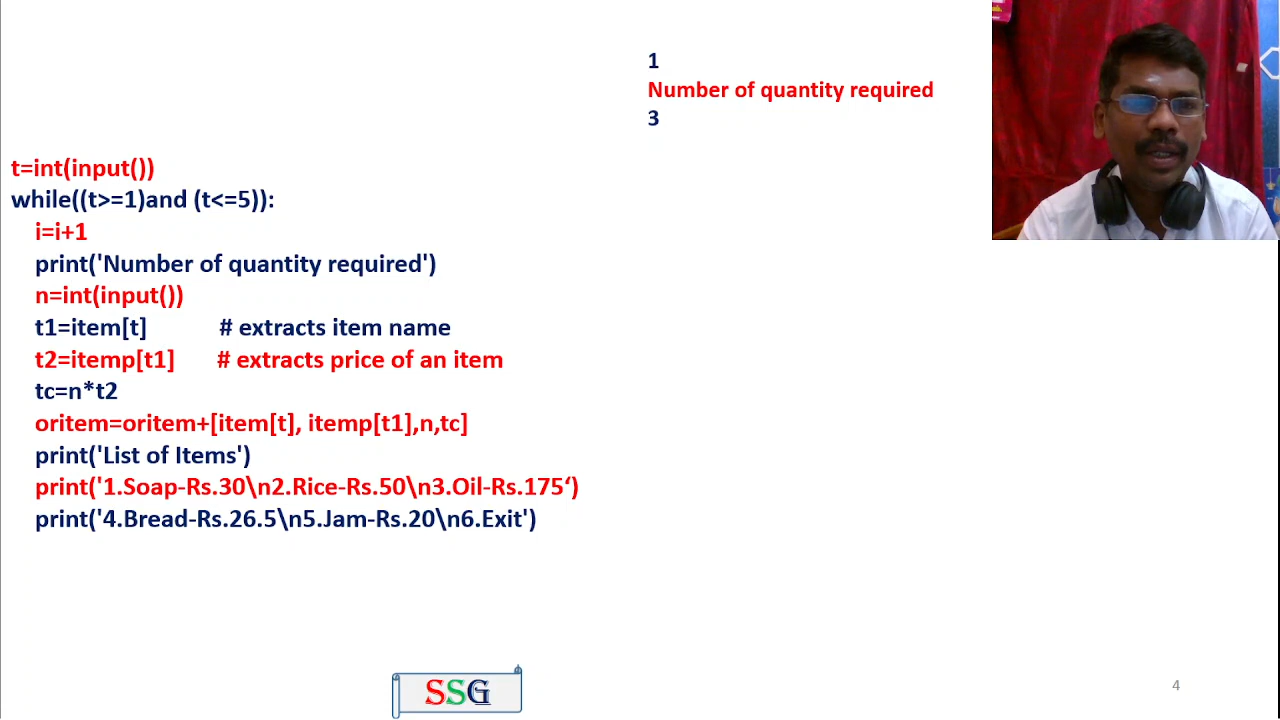 1
Number of quantity required
3
t=int(input())
while((t>=1)and (t<=5)):
i=i+1
print('Number of quantity required')
n=int(input())
t1=item[t] # extracts item name
t2=itemp[t1] # extracts price of an item
tc=n*t2
oritem=oritem+[item[t], itemp[t1],n,tc]
print('List of Items')
print('1.Soap-Rs.30\n2.Rice-Rs.50\n3.Oil-Rs.175‘)
print('4.Bread-Rs.26.5\n5.Jam-Rs.20\n6.Exit')
SSG
4